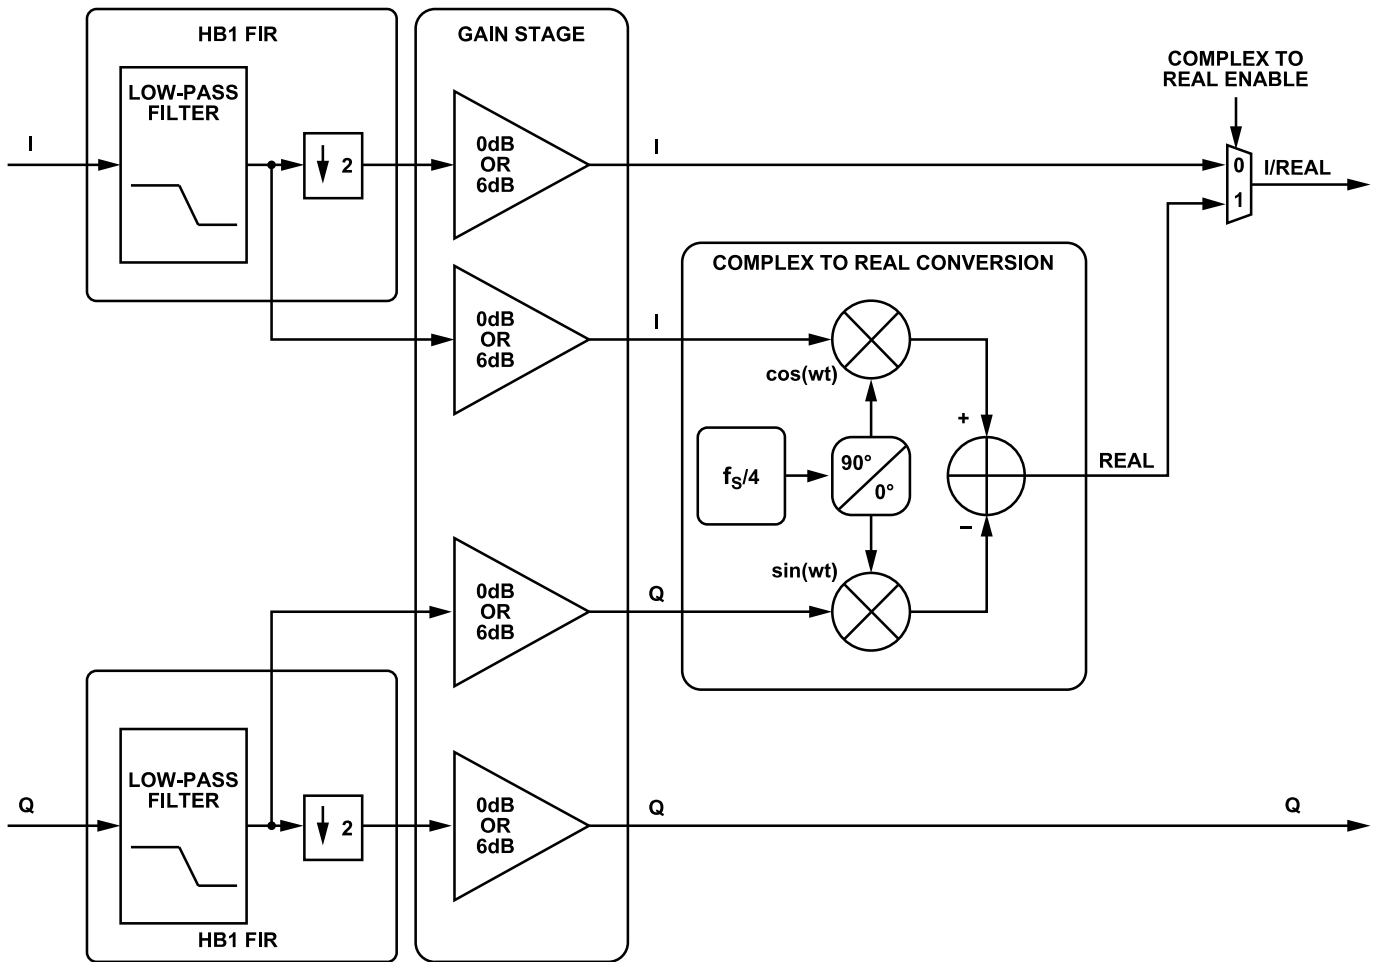 HB1 FIR
GAIN STAGE
COMPLEX TO
REAL ENABLE
LOW-PASS
FILTER
I
2
0dB
OR
6dB
I
0
1
I/REAL
COMPLEX TO REAL CONVERSION
0dB
OR
6dB
I
cos(wt)
+
fS/4
90°
0°
REAL
–
sin(wt)
0dB
OR
6dB
Q
LOW-PASS
FILTER
Q
2
0dB
OR
6dB
Q
Q
HB1 FIR